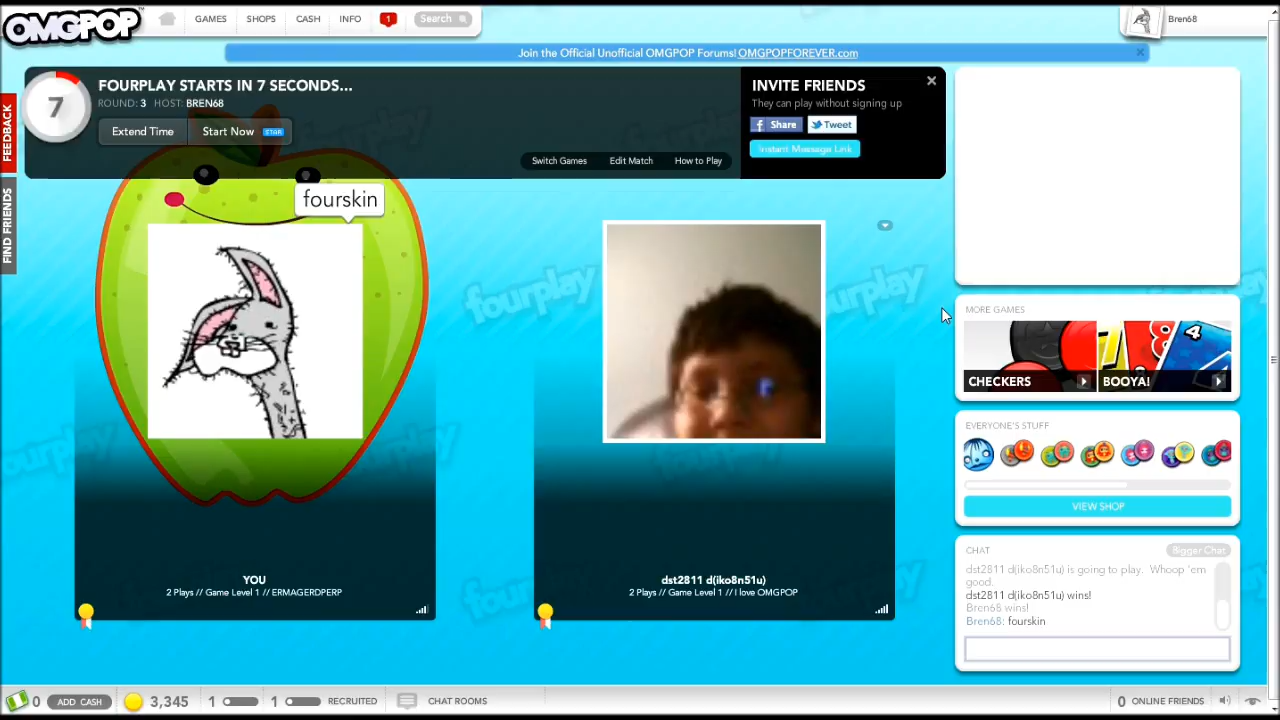 OMGPOP™
GAMES SHOPS CASH INFO 1 Search
Bren68
Join the Official Unofficial OMGPOP Forums! OMGPOPFOREVER.com
FEEDBACK
FIND FRIENDS
7
FOURPLAY STARTS IN 7 SECONDS...
ROUND: 3 HOST: BREN68
Extend Time Start Now STAR
Switch Games Edit Match How to Play
INVITE FRIENDS
They can play without signing up
f Share Tweet
Instant Message Link
fourskin
fourplay
fourplay
YOU
2 Plays // Game Level 1 // ERMAGERDPERP
dst2811 d(iko8n51u)
2 Plays // Game Level 1 // I love OMGPOP
MORE GAMES
CHECKERS BOOYA!
EVERYONE'S STUFF
VIEW SHOP
CHAT Bigger Chat
dst2811 d(iko8n51u) is going to play. Whoop 'em
good.
dst2811 d(iko8n51u) wins!
Bren68 wins!
Bren68: fourskin
0 ADD CASH 3,345 1 1 RECRUITED CHAT ROOMS 0 ONLINE FRIENDS